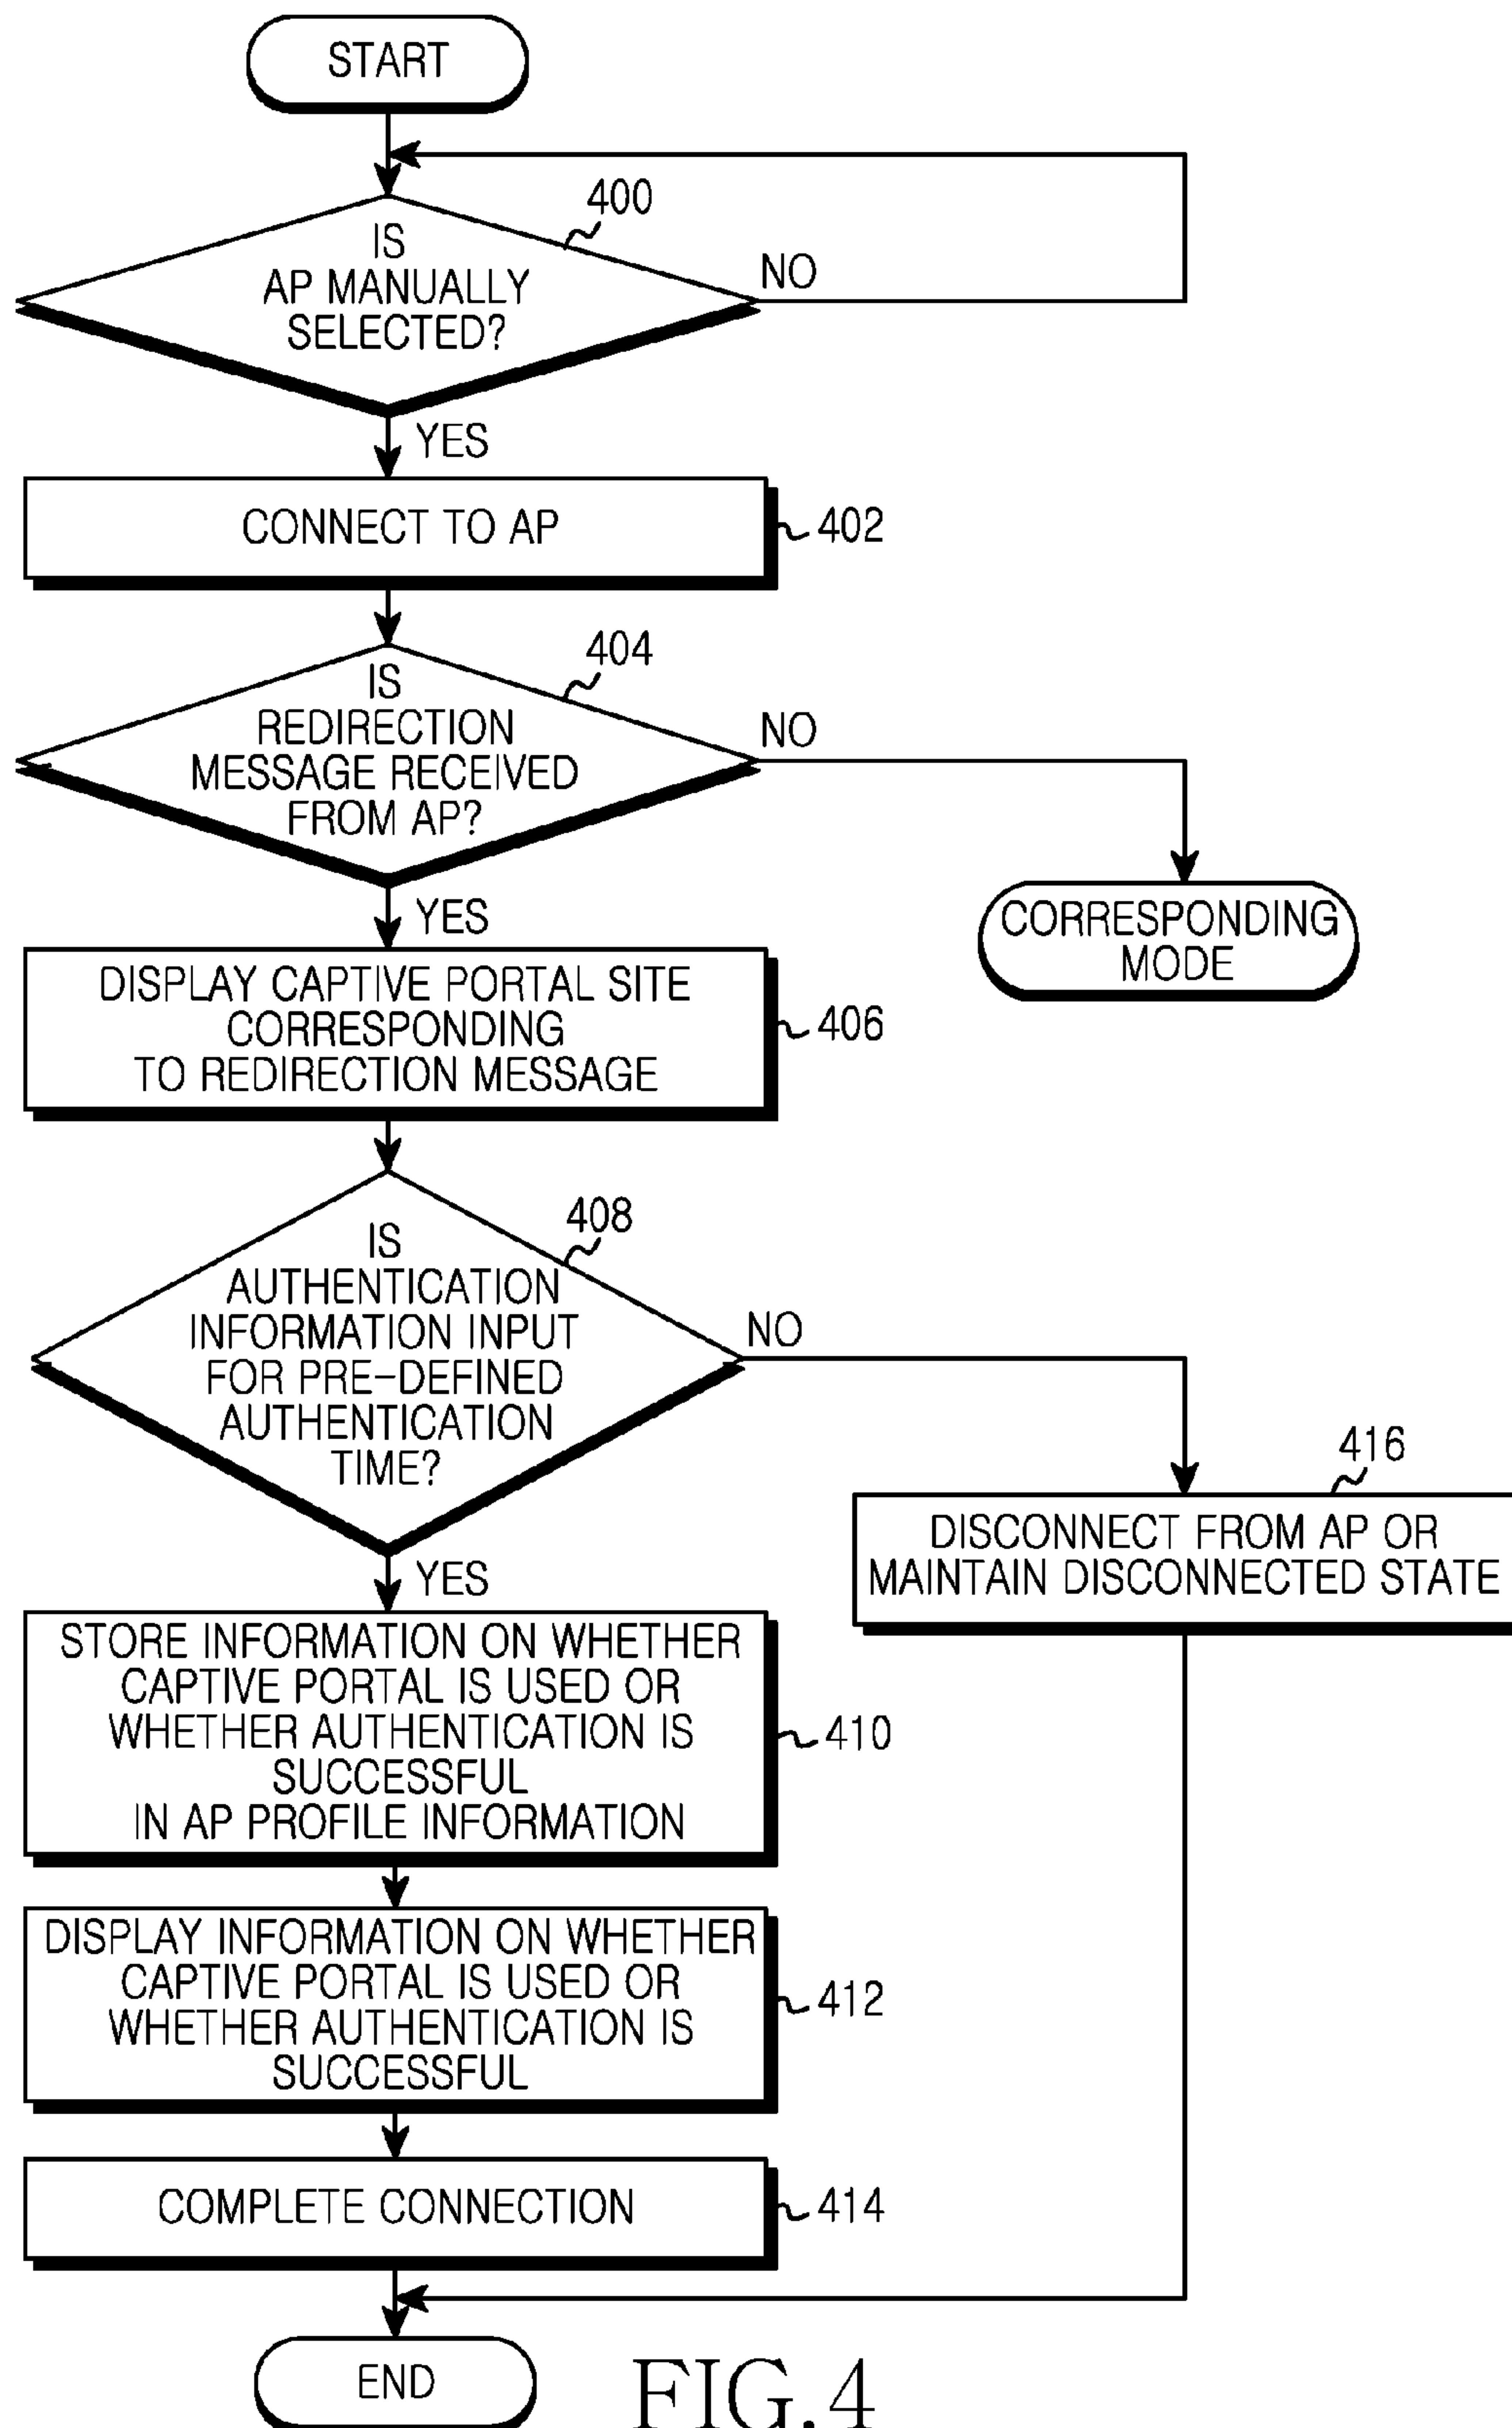 START
400
IS
AP MANUALLY
SELECTED?
NO
YES
CONNECT TO AP
402
404
IS
REDIRECTION
MESSAGE RECEIVED
FROM AP?
NO
YES
CORRESPONDING
MODE
DISPLAY CAPTIVE PORTAL SITE
CORRESPONDING
TO REDIRECTION MESSAGE
406
408
IS
AUTHENTICATION
INFORMATION INPUT
FOR PRE-DEFINED
AUTHENTICATION
TIME?
NO
YES
416
DISCONNECT FROM AP OR
MAINTAIN DISCONNECTED STATE
STORE INFORMATION ON WHETHER
CAPTIVE PORTAL IS USED OR
WHETHER AUTHENTICATION IS
SUCCESSFUL
IN AP PROFILE INFORMATION
410
DISPLAY INFORMATION ON WHETHER
CAPTIVE PORTAL IS USED OR
WHETHER AUTHENTICATION IS
SUCCESSFUL
412
COMPLETE CONNECTION
414
END
FIG.4